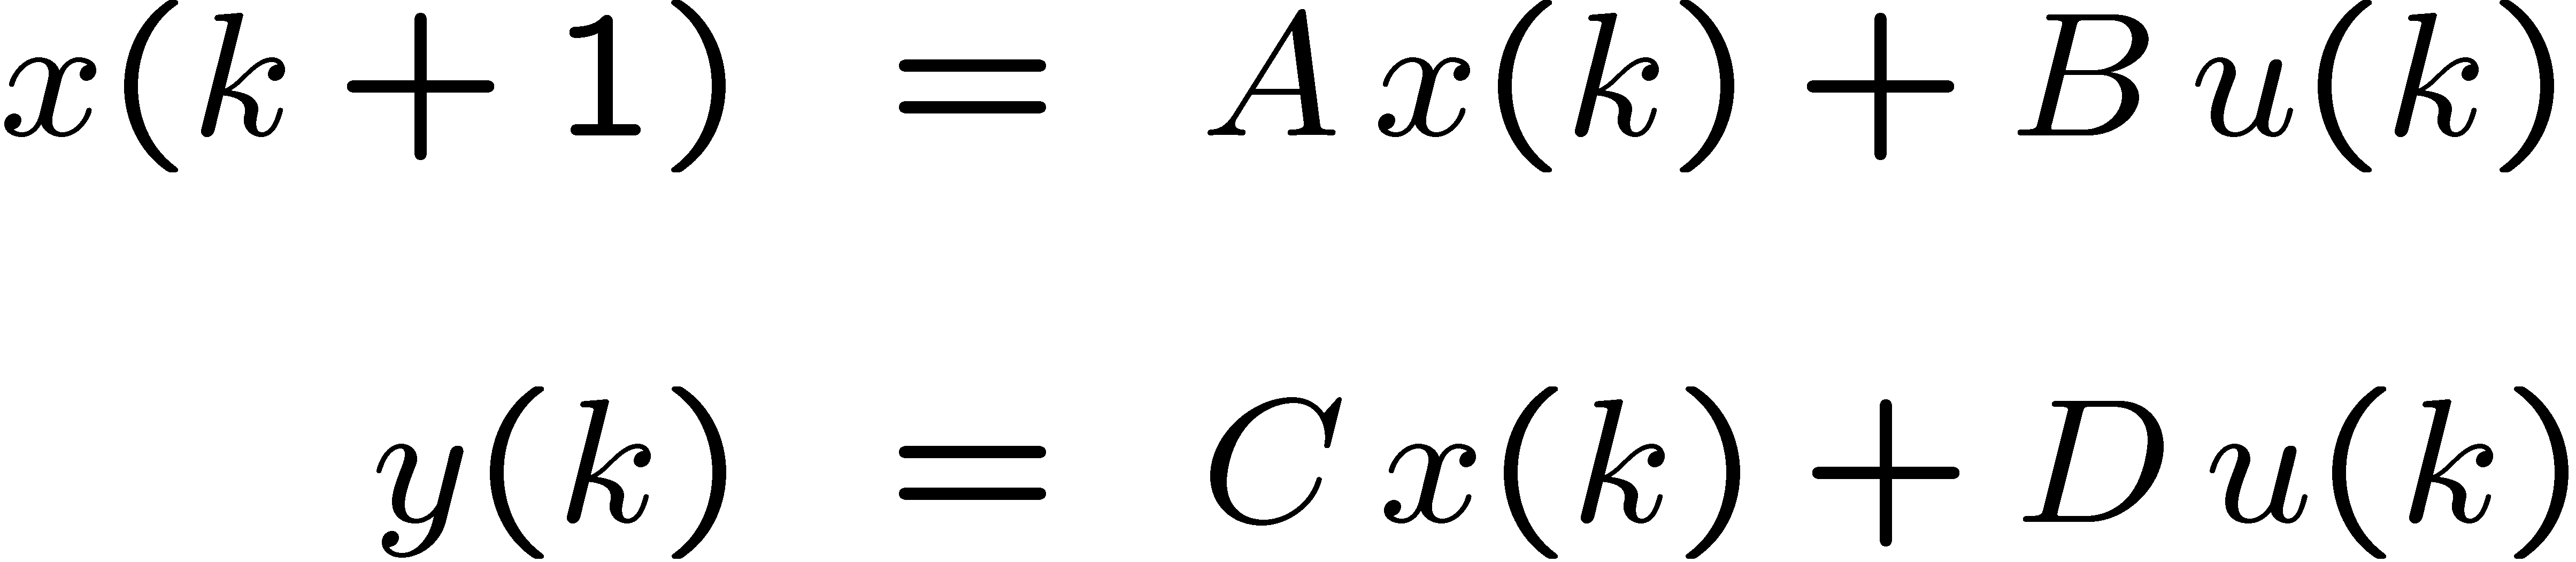 x(k + 1) = A x(k) + B u(k)
y(k) = C x(k) + D u(k)